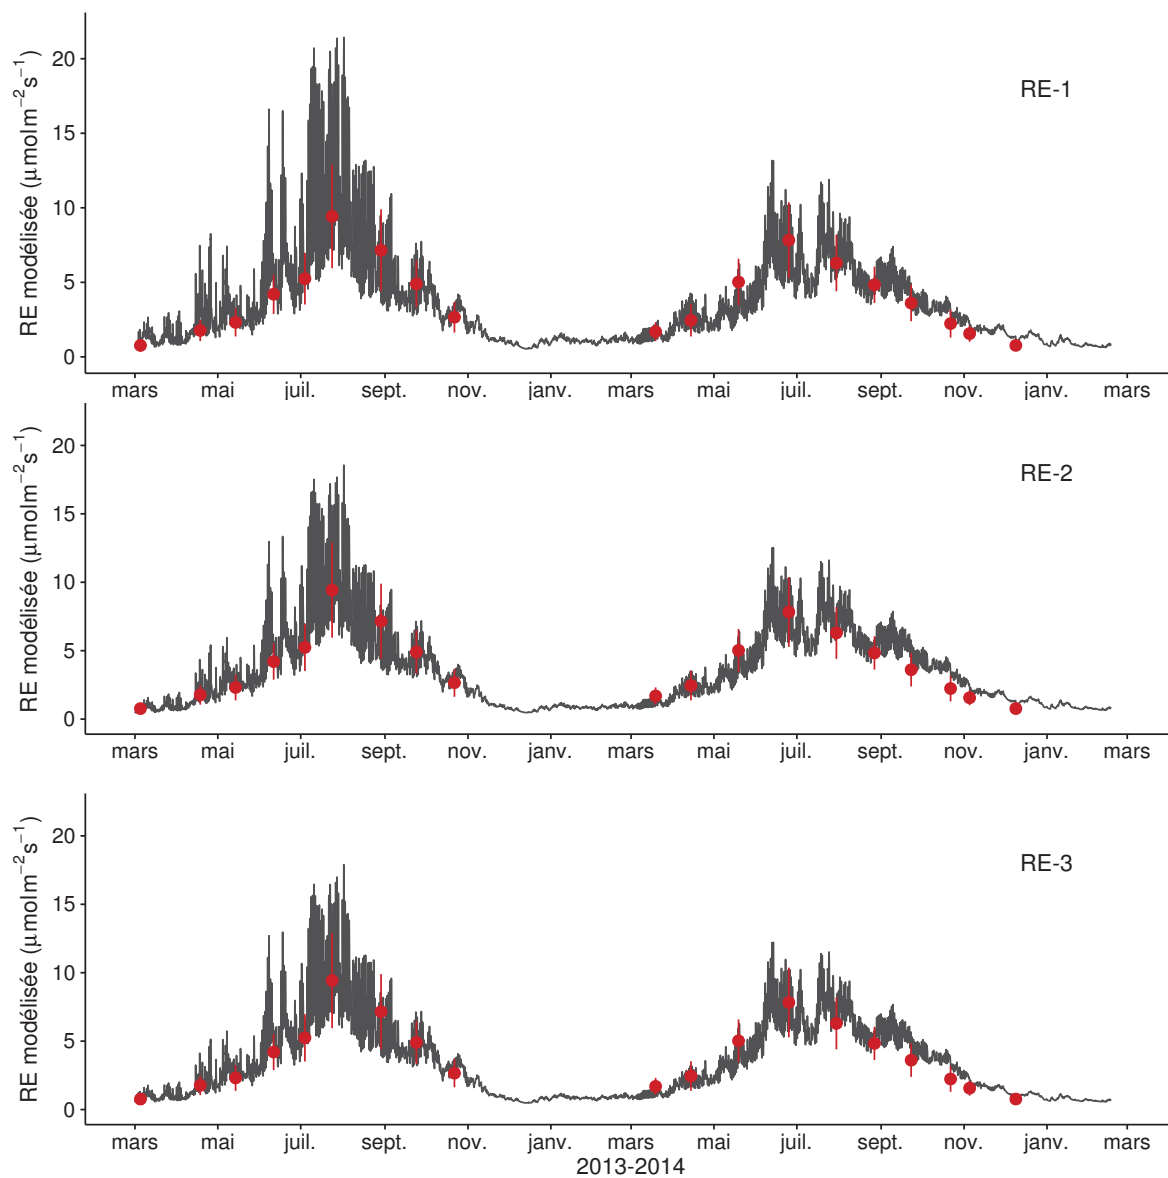 RE modélisée (μmolm⁻²s⁻¹)
20
15
10
5
0
RE-1
mars mai juil. sept. nov. janv. mars mai juil. sept. nov. janv. mars
RE modélisée (μmolm⁻²s⁻¹)
20
15
10
5
0
RE-2
mars mai juil. sept. nov. janv. mars mai juil. sept. nov. janv. mars
RE modélisée (μmolm⁻²s⁻¹)
20
15
10
5
0
RE-3
mars mai juil. sept. nov. janv. mars mai juil. sept. nov. janv. mars
2013-2014